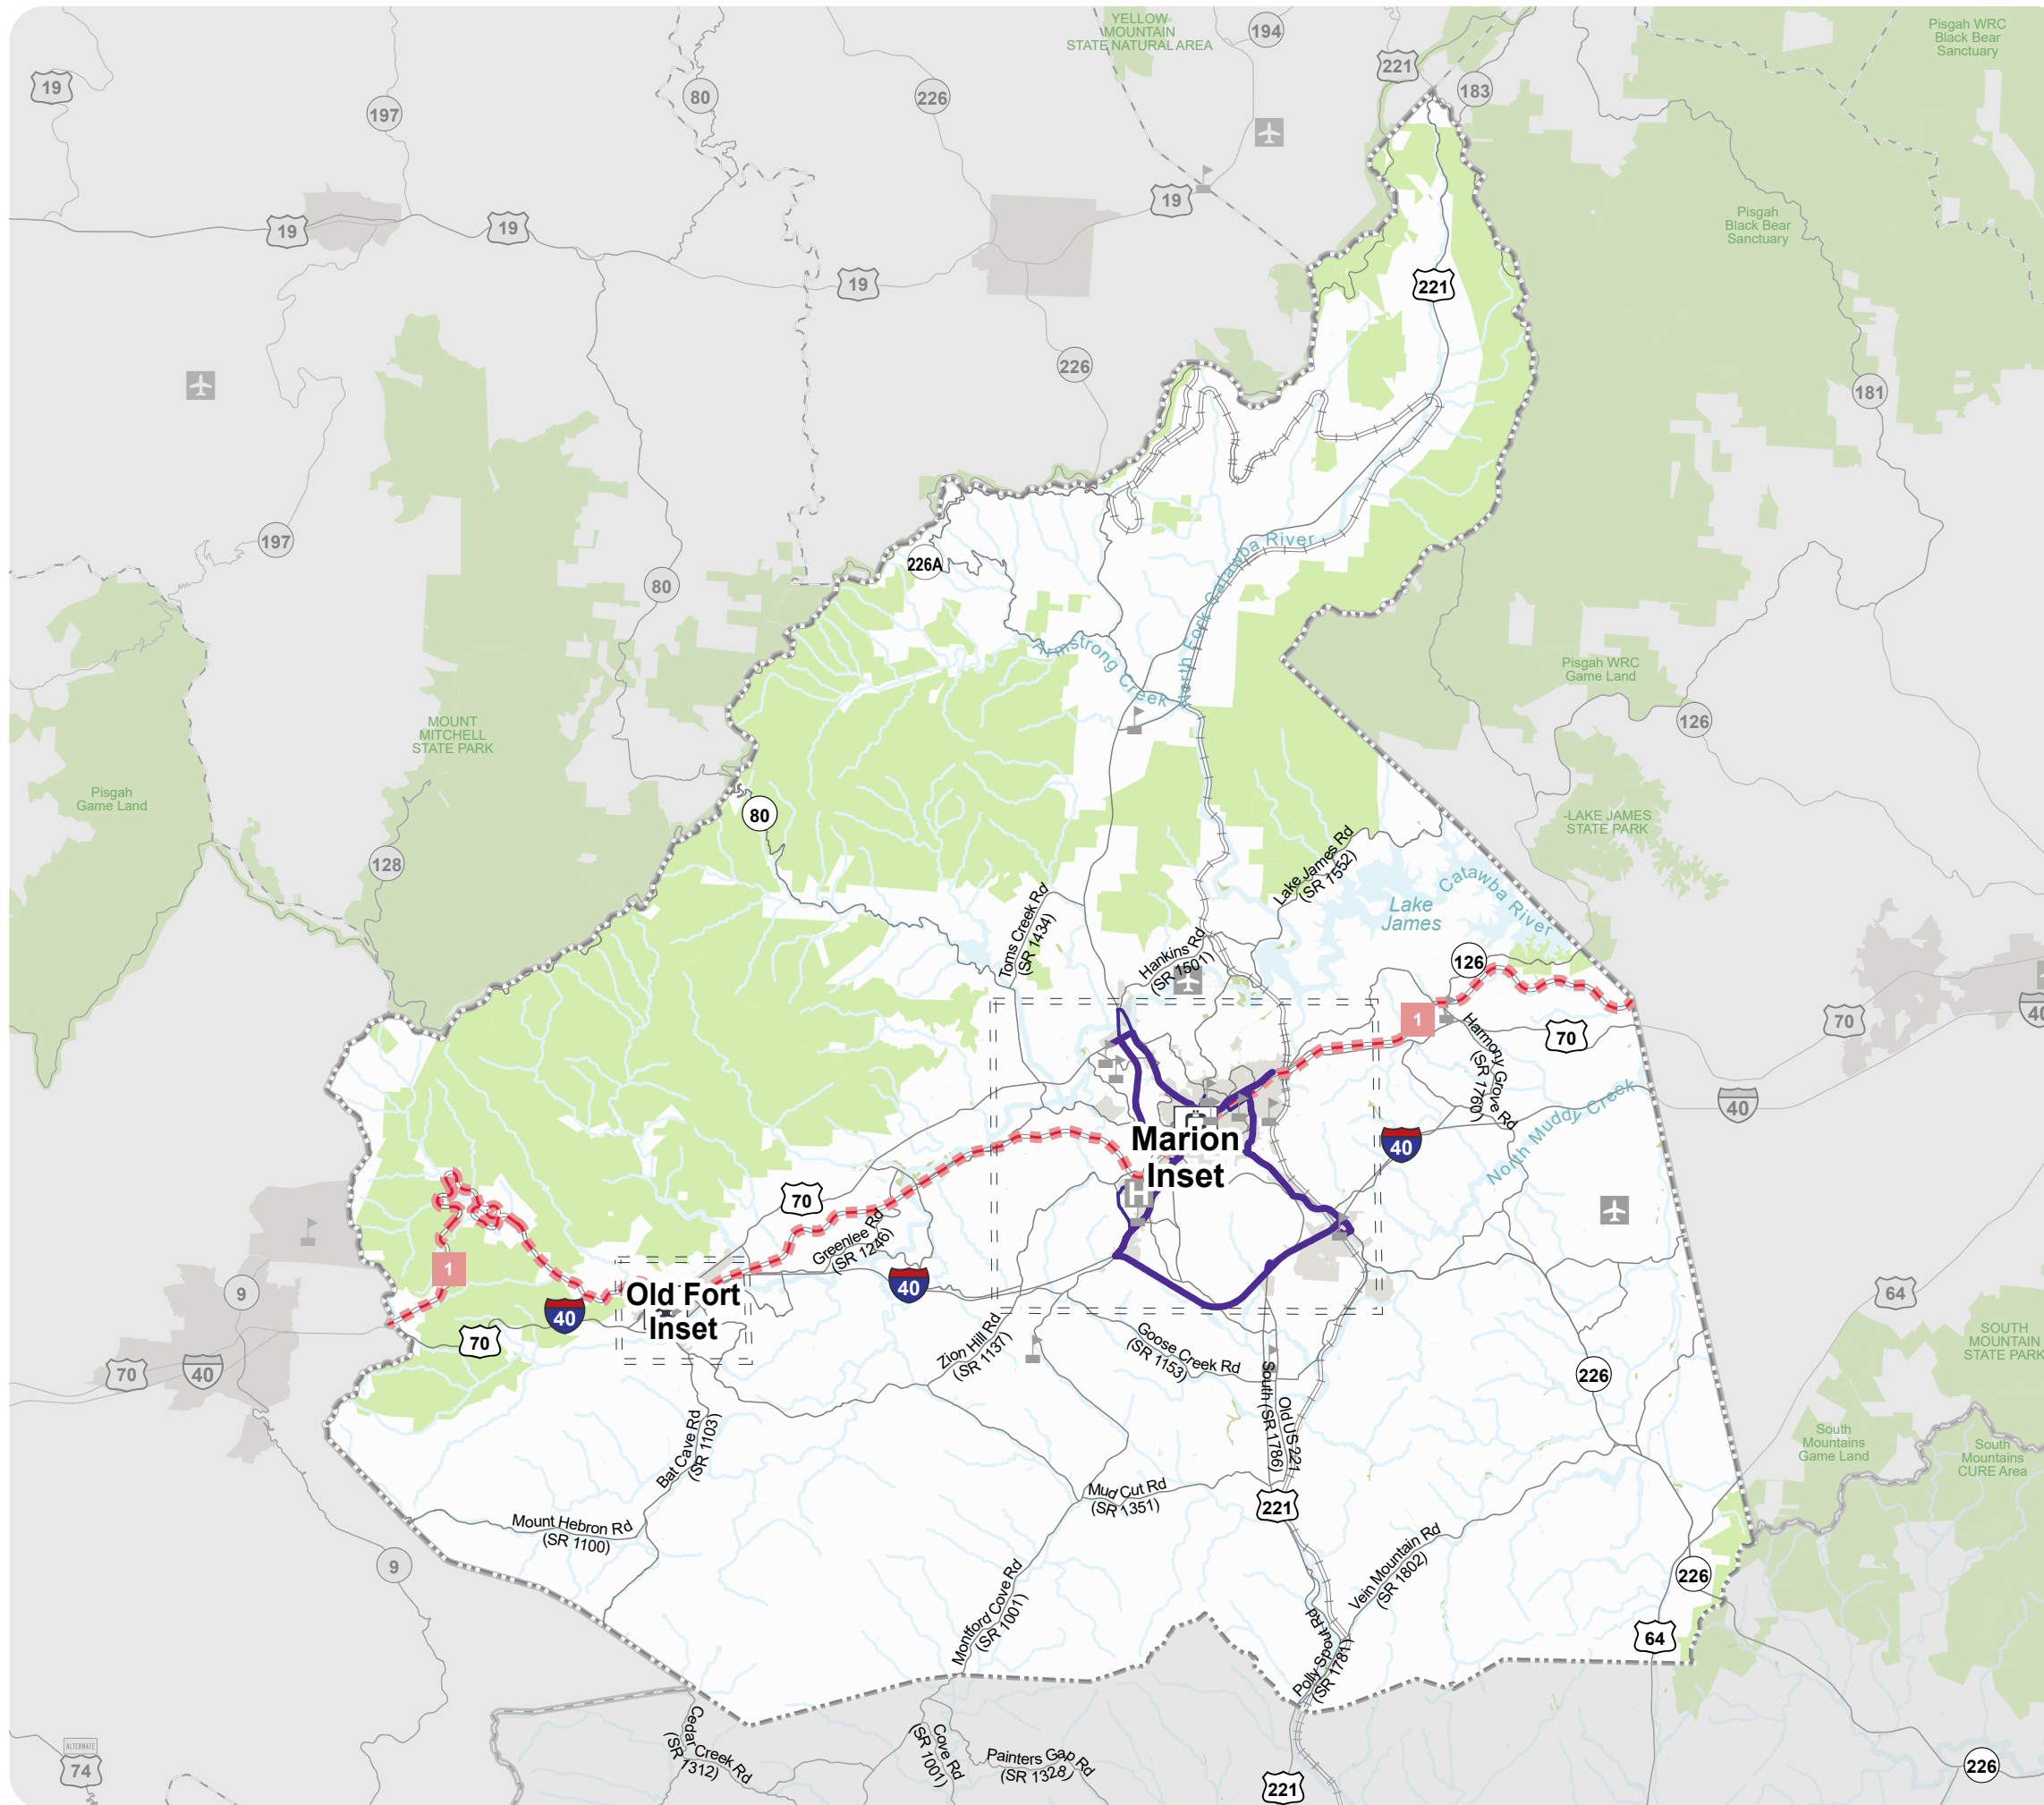 YELLOW
MOUNTAIN
STATE NATURAL AREA
194
Pisgah WRC
Black Bear
Sanctuary
221
183
19
80
226
197
19
Pisgah
Black Bear
Sanctuary
19
19
19
221
226
181
197
226A
80
North Fork Catawba River
Armstrong
Creek
Pisgah WRC
Game Land
126
MOUNT
MITCHELL
STATE PARK
Pisgah
Game Land
80
-LAKE JAMES
STATE PARK
128
Lake James Rd
(SR 1552)
Catawba River
Lake
James
Toms Creek Rd
(SR 1434)
Hankins Rd
(SR 1501)
126
1
70
70
40
Harmony Grove Rd
(SR 1760)
40
North Muddy Creek
40
Marion
Inset
H
70
Greenlee Rd
(SR 1246)
1
40
Old Fort
Inset
40
70
9
70
40
64
SOUTH
MOUNTAIN
STATE PARK
Zion Hill Rd
(SR 1137)
Goose Creek Rd
(SR 1153)
226
Old US 221
South (SR 1786)
Bat Cave Rd
(SR 1103)
South
Mountains
Game Land
South
Mountains
CURE Area
Mud Cut Rd
(SR 1351)
221
Mount Hebron Rd
(SR 1100)
Vein Mountain Rd
(SR 1802)
9
226
Montford Cove Rd
(SR 1001)
64
Polly Spout Rd
(SR 1781)
Cedar Creek Rd
(SR 1312)
Cove Rd
(SR 1001)
Painters Gap Rd
(SR 1328)
ALTERNATE
74
221
226